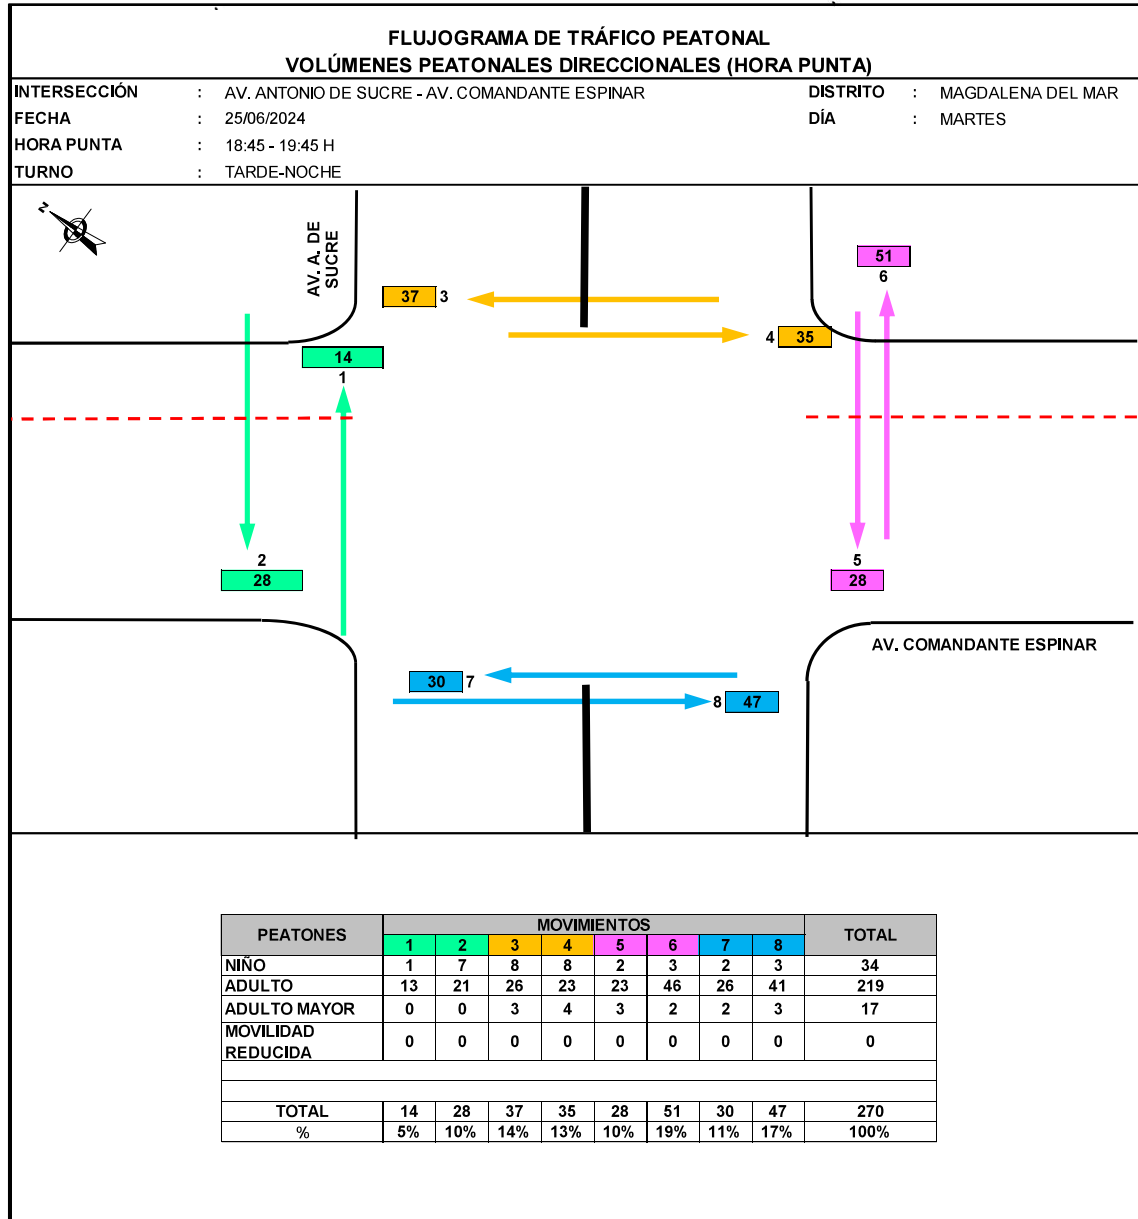 FLUJOGRAMA DE TRÁFICO PEATONAL
VOLÚMENES PEATONALES DIRECCIONALES (HORA PUNTA)
INTERSECCIÓN : AV. ANTONIO DE SUCRE - AV. COMANDANTE ESPINAR DISTRITO : MAGDALENA DEL MAR
FECHA : 25/06/2024 DÍA : MARTES
HORA PUNTA : 18:45 - 19:45 H
TURNO : TARDE-NOCHE
N
AV. A. DE
SUCRE
51
6
37 3
4 35
14
1
2
28
5
28
AV. COMANDANTE ESPINAR
30 7
8 47
PEATONES MOVIMIENTOS TOTAL
1 2 3 4 5 6 7 8
NIÑO 1 7 8 8 2 3 2 3 34
ADULTO 13 21 26 23 23 46 26 41 219
ADULTO MAYOR 0 0 3 4 3 2 2 3 17
MOVILIDAD
REDUCIDA 0 0 0 0 0 0 0 0 0
TOTAL 14 28 37 35 28 51 30 47 270
% 5% 10% 14% 13% 10% 19% 11% 17% 100%